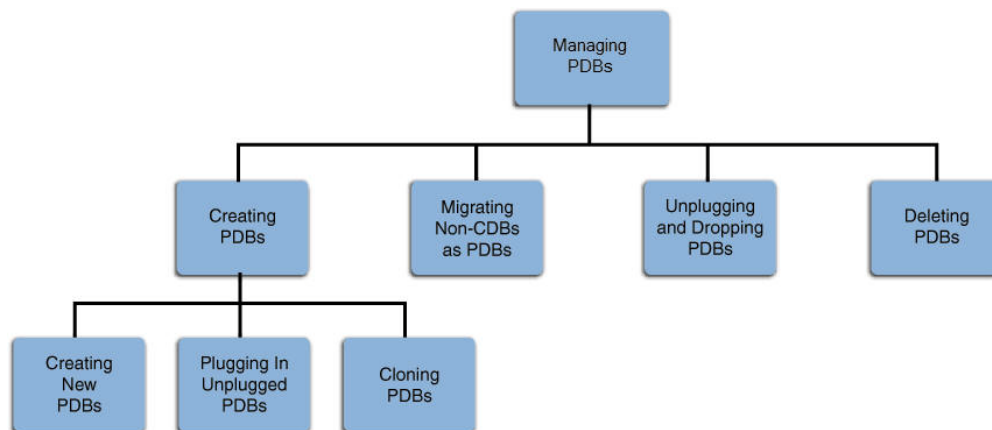 Managing
PDBs
Creating
PDBs
Migrating
Non-CDBs
as PDBs
Unplugging
and Dropping
PDBs
Deleting
PDBs
Creating
New
PDBs
Plugging In
Unplugged
PDBs
Cloning
PDBs